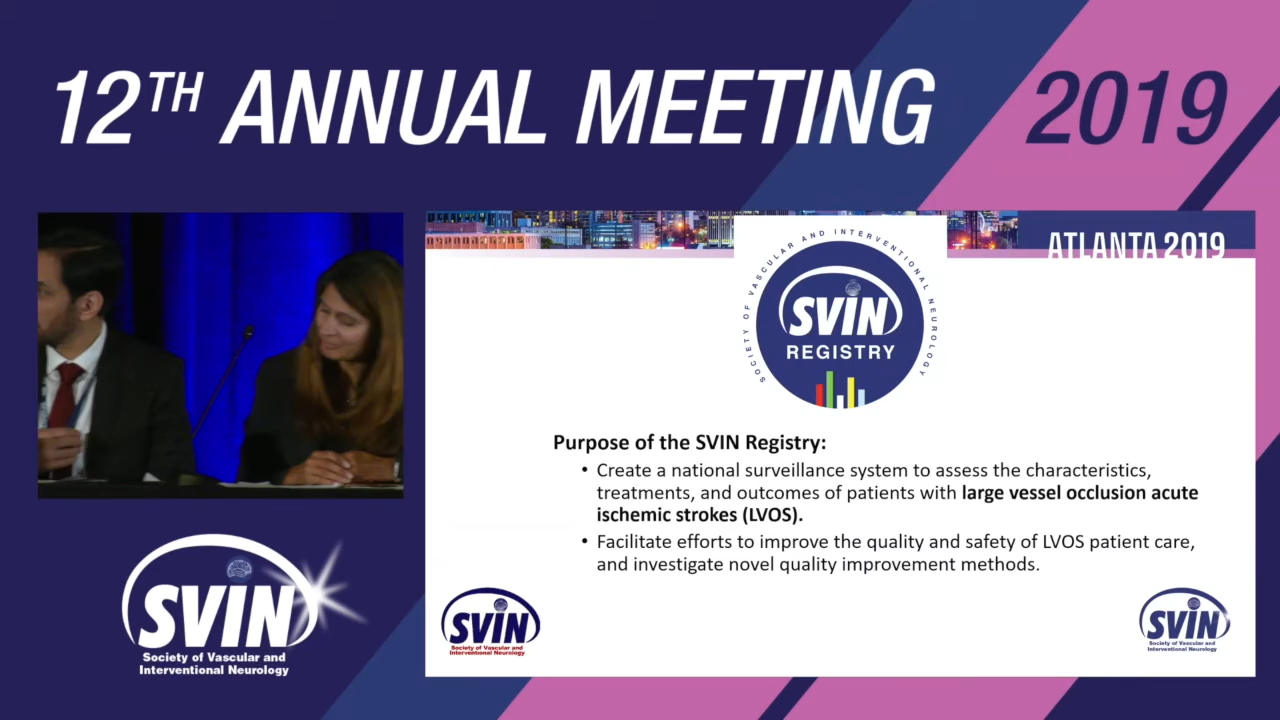 12TH ANNUAL MEETING 2019
ATLANTA 2019
SOCIETY OF VASCULAR AND INTERVENTIONAL NEUROLOGY
SVIN
REGISTRY
Purpose of the SVIN Registry:
• Create a national surveillance system to assess the characteristics,
treatments, and outcomes of patients with large vessel occlusion acute
ischemic strokes (LVOS).
• Facilitate efforts to improve the quality and safety of LVOS patient care,
and investigate novel quality improvement methods.
SVIN
Society of Vascular and
Interventional Neurology
SVIN
Society of Vascular and
Interventional Neurology
SVIN
Society of Vascular and
Interventional Neurology